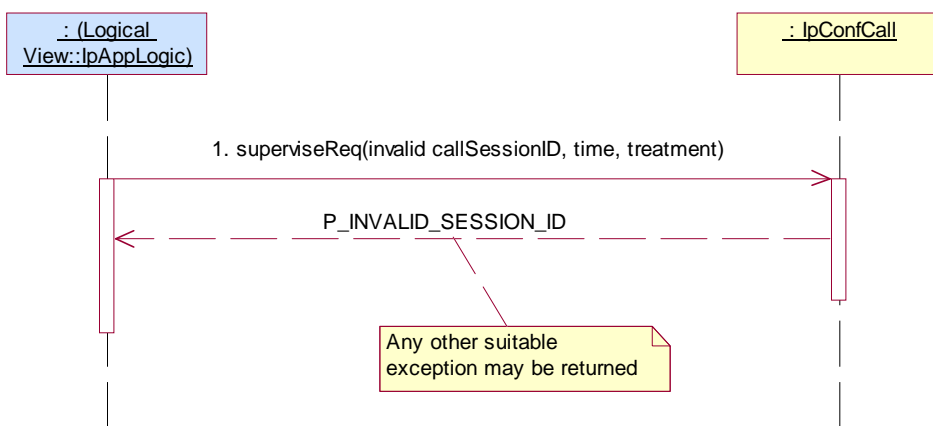 : (Logical
View::IpAppLogic)
: IpConfCall
1. superviseReq(invalid callSessionID, time, treatment)
P_INVALID_SESSION_ID
Any other suitable
exception may be returned